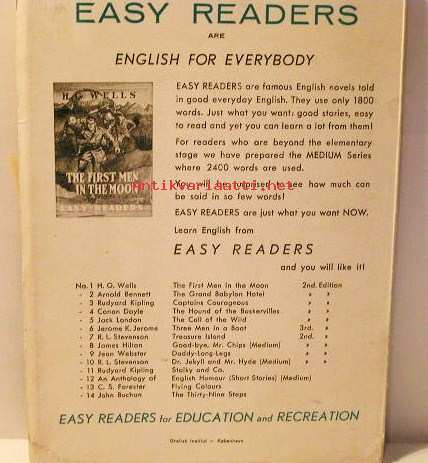 EASY READERS
ARE
ENGLISH FOR EVERYBODY
H. G. WELLS
THE FIRST MEN
IN THE MOON
EASY READERS
EASY READERS are famous English novels told
in good everyday English. They use only 1800
words. Just what you want: good stories, easy
to read and yet you can learn a lot from them!
For readers who are beyond the elementary
stage we have prepared the MEDIUM Series
where 2400 words are used.
You will be surprised to see how much can
be said in so few words!
EASY READERS are just what you want NOW.
Learn English from
EASY READERS
and you will like it!
No. 1 H. G. Wells The First Men in the Moon 2nd. Edition
- 2 Arnold Bennett The Grand Babylon Hotel » »
- 3 Rudyard Kipling Captains Courageous » »
- 4 Conan Doyle The Hound of the Baskervilles » »
- 5 Jack London The Call of the Wild » »
- 6 Jerome K. Jerome Three Men in a Boat 3rd. »
- 7 R. L. Stevenson Treasure Island 2nd. »
- 8 James Hilton Good-bye, Mr. Chips (Medium) » »
- 9 Jean Webster Daddy-Long-Legs » »
- 10 R. L. Stevenson Dr. Jekyll and Mr. Hyde (Medium) » »
- 11 Rudyard Kipling Stalky and Co.
- 12 An Anthology of English Humour (Short Stories) (Medium)
- 13 C. S. Forester Flying Colours
- 14 John Buchan The Thirty-Nine Steps
EASY READERS for EDUCATION and RECREATION
Grafisk Institut - København